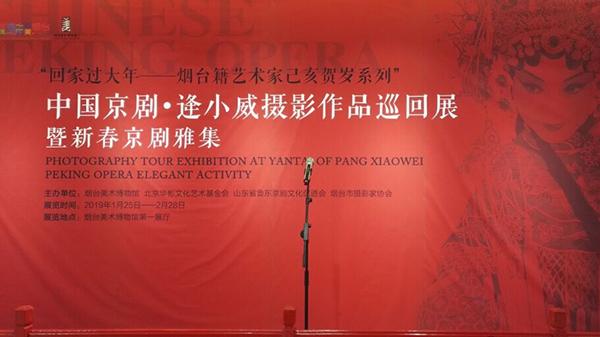 CHINESE
PEKING OPERA
“回家过大年——烟台籍艺术家己亥贺岁系列”
中国京剧·逄小威摄影作品巡回展
暨新春京剧雅集
PHOTOGRAPHY TOUR EXHIBITION AT YANTAI OF PANG XIAOWEI
PEKING OPERA ELEGANT ACTIVITY
主办单位：烟台美术博物馆 北京华彬文化艺术基金会 山东省鲁东京剧文化促进会 烟台市摄影家协会
展览时间：2019年1月25日——2月28日
展览地点：烟台美术博物馆第一展厅